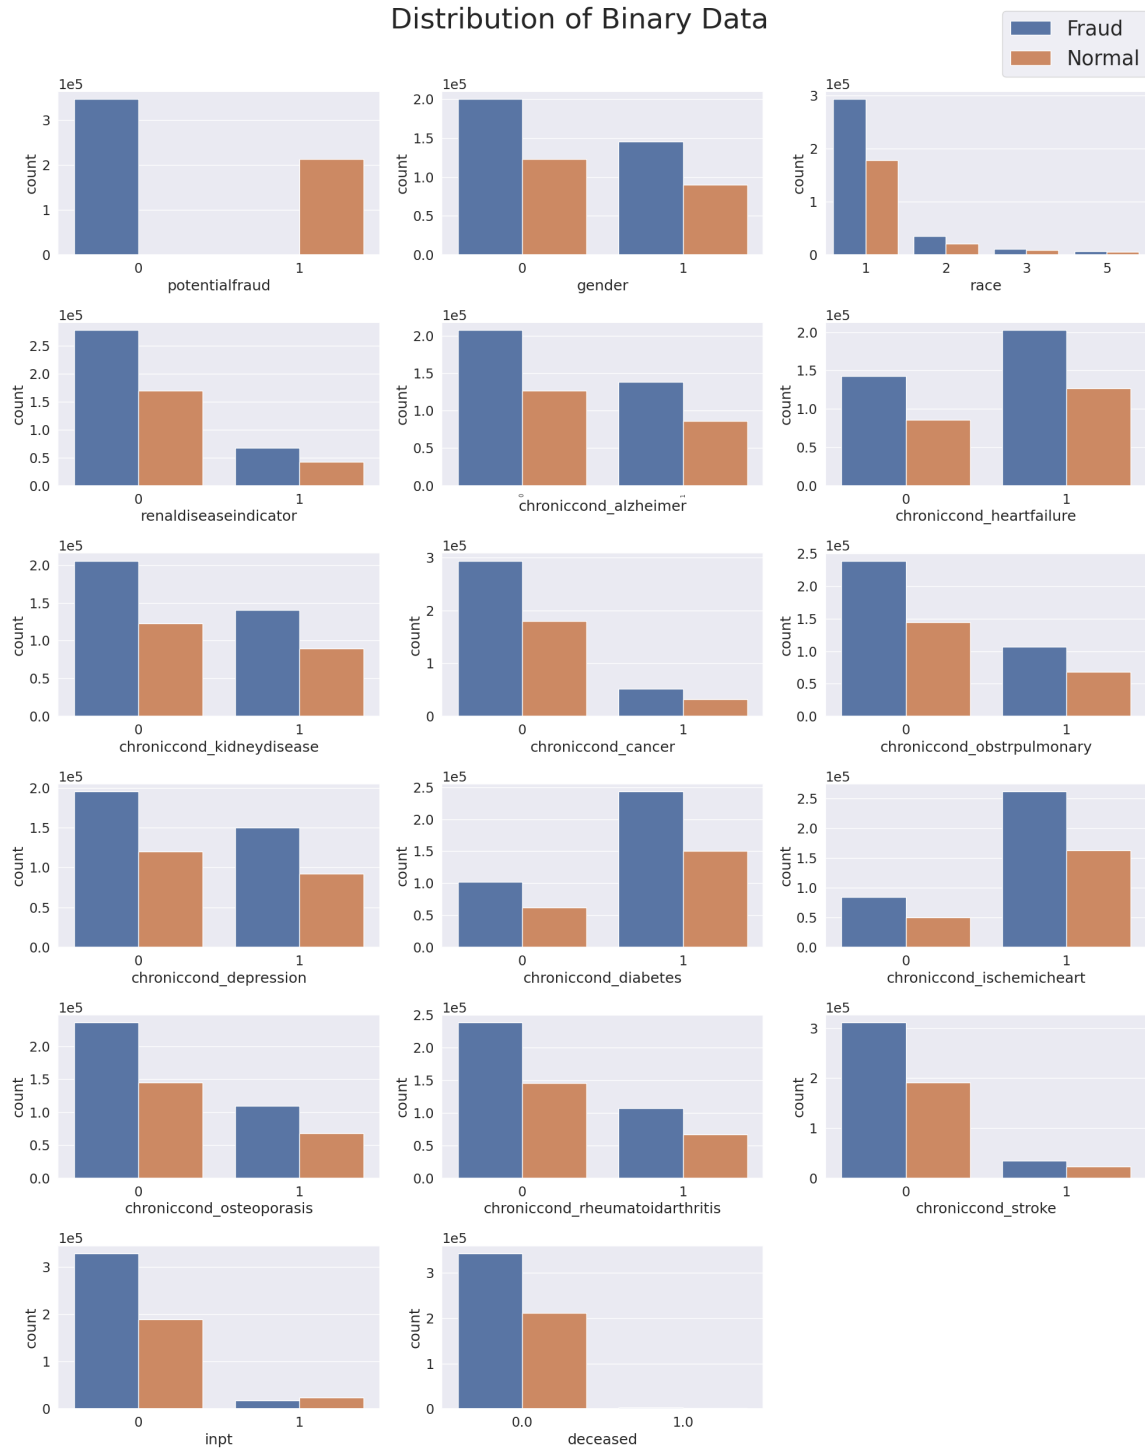 Distribution of Binary Data
Fraud
Normal
1e5
3
2
1
0
count
0 1
potentialfraud
1e5
2.0
1.5
1.0
0.5
0.0
count
0 1
gender
1e5
3
2
1
0
count
1 2 3 5
race
1e5
2.5
2.0
1.5
1.0
0.5
0.0
count
0 1
renaldiseaseindicator
1e5
2.0
1.5
1.0
0.5
0.0
count
0 1
chroniccond_alzheimer
1e5
2.0
1.5
1.0
0.5
0.0
count
0 1
chroniccond_heartfailure
1e5
2.0
1.5
1.0
0.5
0.0
count
0 1
chroniccond_kidneydisease
1e5
3
2
1
0
count
0 1
chroniccond_cancer
1e5
2.5
2.0
1.5
1.0
0.5
0.0
count
0 1
chroniccond_obstrpulmonary
1e5
2.0
1.5
1.0
0.5
0.0
count
0 1
chroniccond_depression
1e5
2.5
2.0
1.5
1.0
0.5
0.0
count
0 1
chroniccond_diabetes
1e5
2.5
2.0
1.5
1.0
0.5
0.0
count
0 1
chroniccond_ischemicheart
1e5
2.0
1.5
1.0
0.5
0.0
count
0 1
chroniccond_osteoporasis
1e5
2.5
2.0
1.5
1.0
0.5
0.0
count
0 1
chroniccond_rheumatoidarthritis
1e5
3
2
1
0
count
0 1
chroniccond_stroke
1e5
3
2
1
0
count
0 1
inpt
1e5
3
2
1
0
count
0.0 1.0
deceased